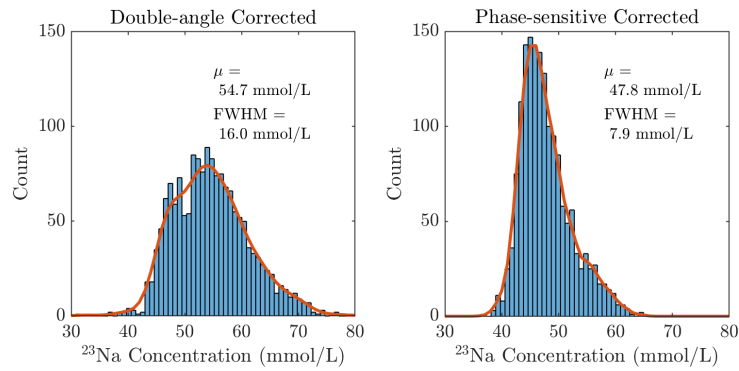 Double-angle Corrected
150
100
50
0
Count
μ =
54.7 mmol/L
FWHM =
16.0 mmol/L
30 40 50 60 70 80
²³Na Concentration (mmol/L)
Phase-sensitive Corrected
150
100
50
0
Count
μ =
47.8 mmol/L
FWHM =
7.9 mmol/L
30 40 50 60 70 80
²³Na Concentration (mmol/L)